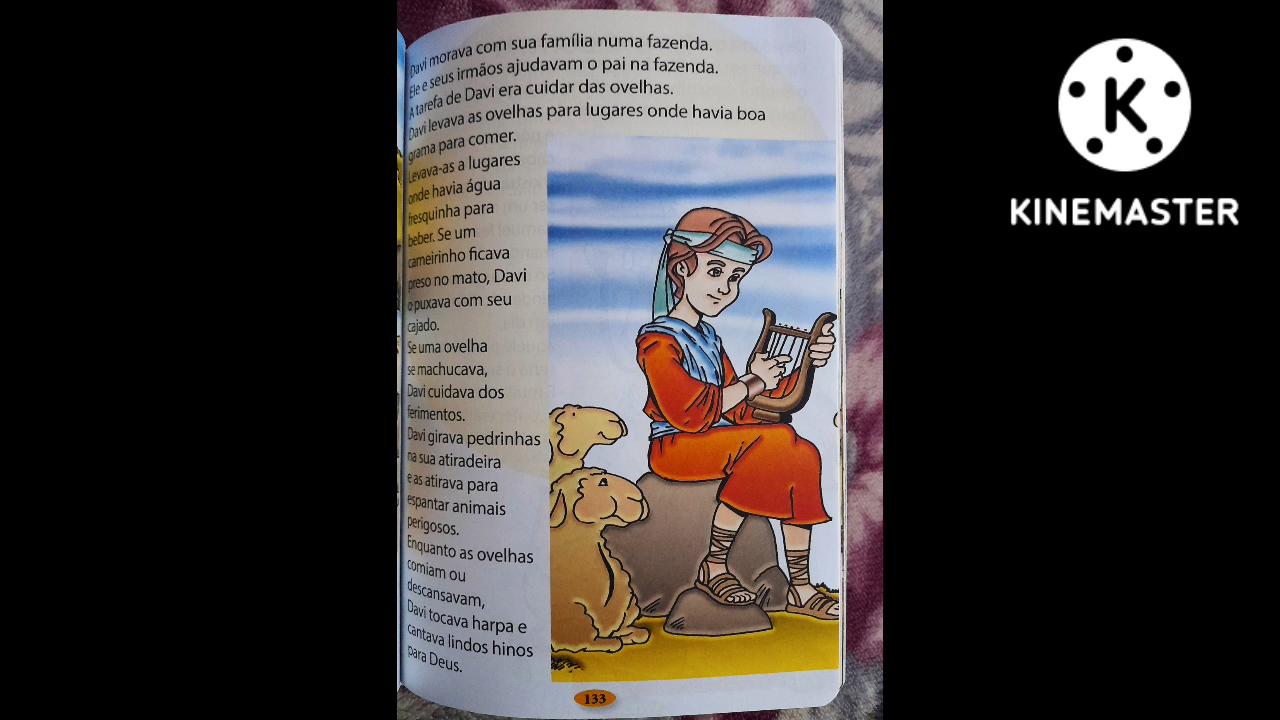 Davi morava com sua família numa fazenda.
Ele e seus irmãos ajudavam o pai na fazenda.
A tarefa de Davi era cuidar das ovelhas.
Davi levava as ovelhas para lugares onde havia boa
grama para comer.
Levava-as a lugares
onde havia água
fresquinha para
beber. Se um
carneirinho ficava
preso no mato, Davi
o puxava com seu
cajado.
Se uma ovelha
se machucava,
Davi cuidava dos
ferimentos.
Davi girava pedrinhas
na sua atiradeira
e as atirava para
espantar animais
perigosos.
Enquanto as ovelhas
comiam ou
descansavam,
Davi tocava harpa e
cantava lindos hinos
para Deus.
133
K
KINEMASTER